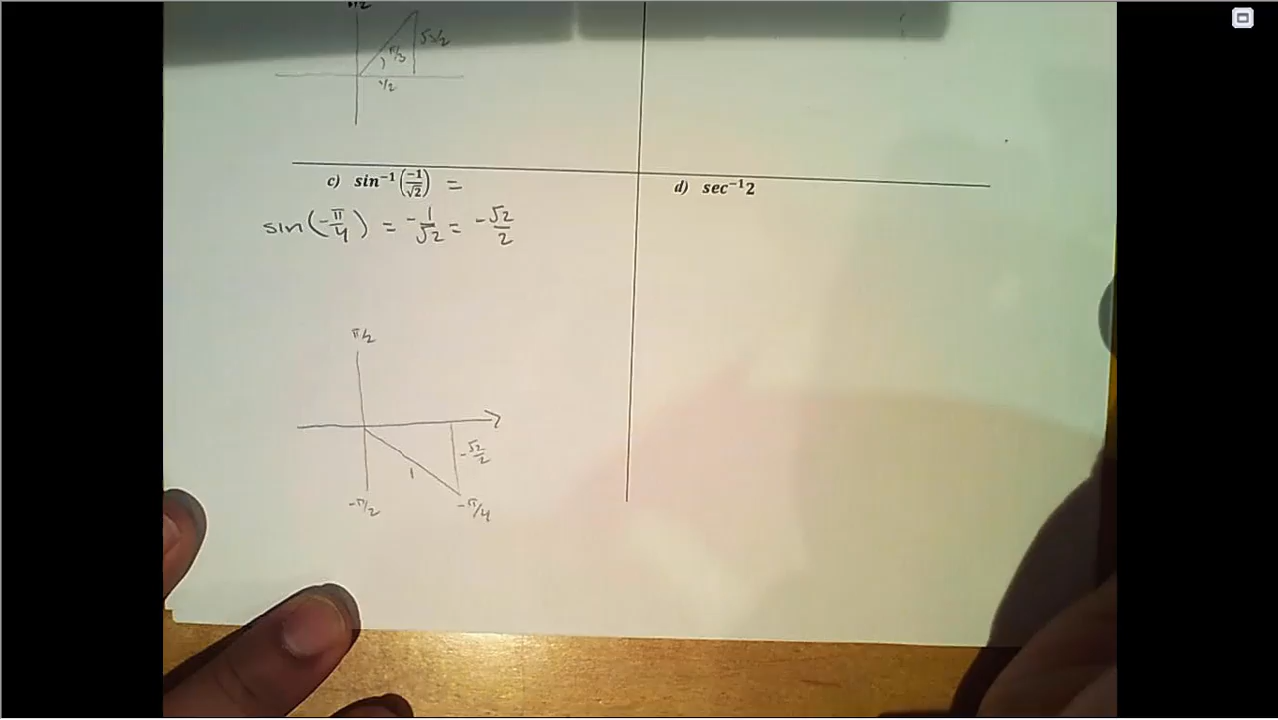 √3/2
π/3
1/2
c) sin⁻¹(-1/√2) =
d) sec⁻¹2
sin(-π/4) = -1/√2 = -√2/2
π/2
-√2/2
1
-π/2
-π/4